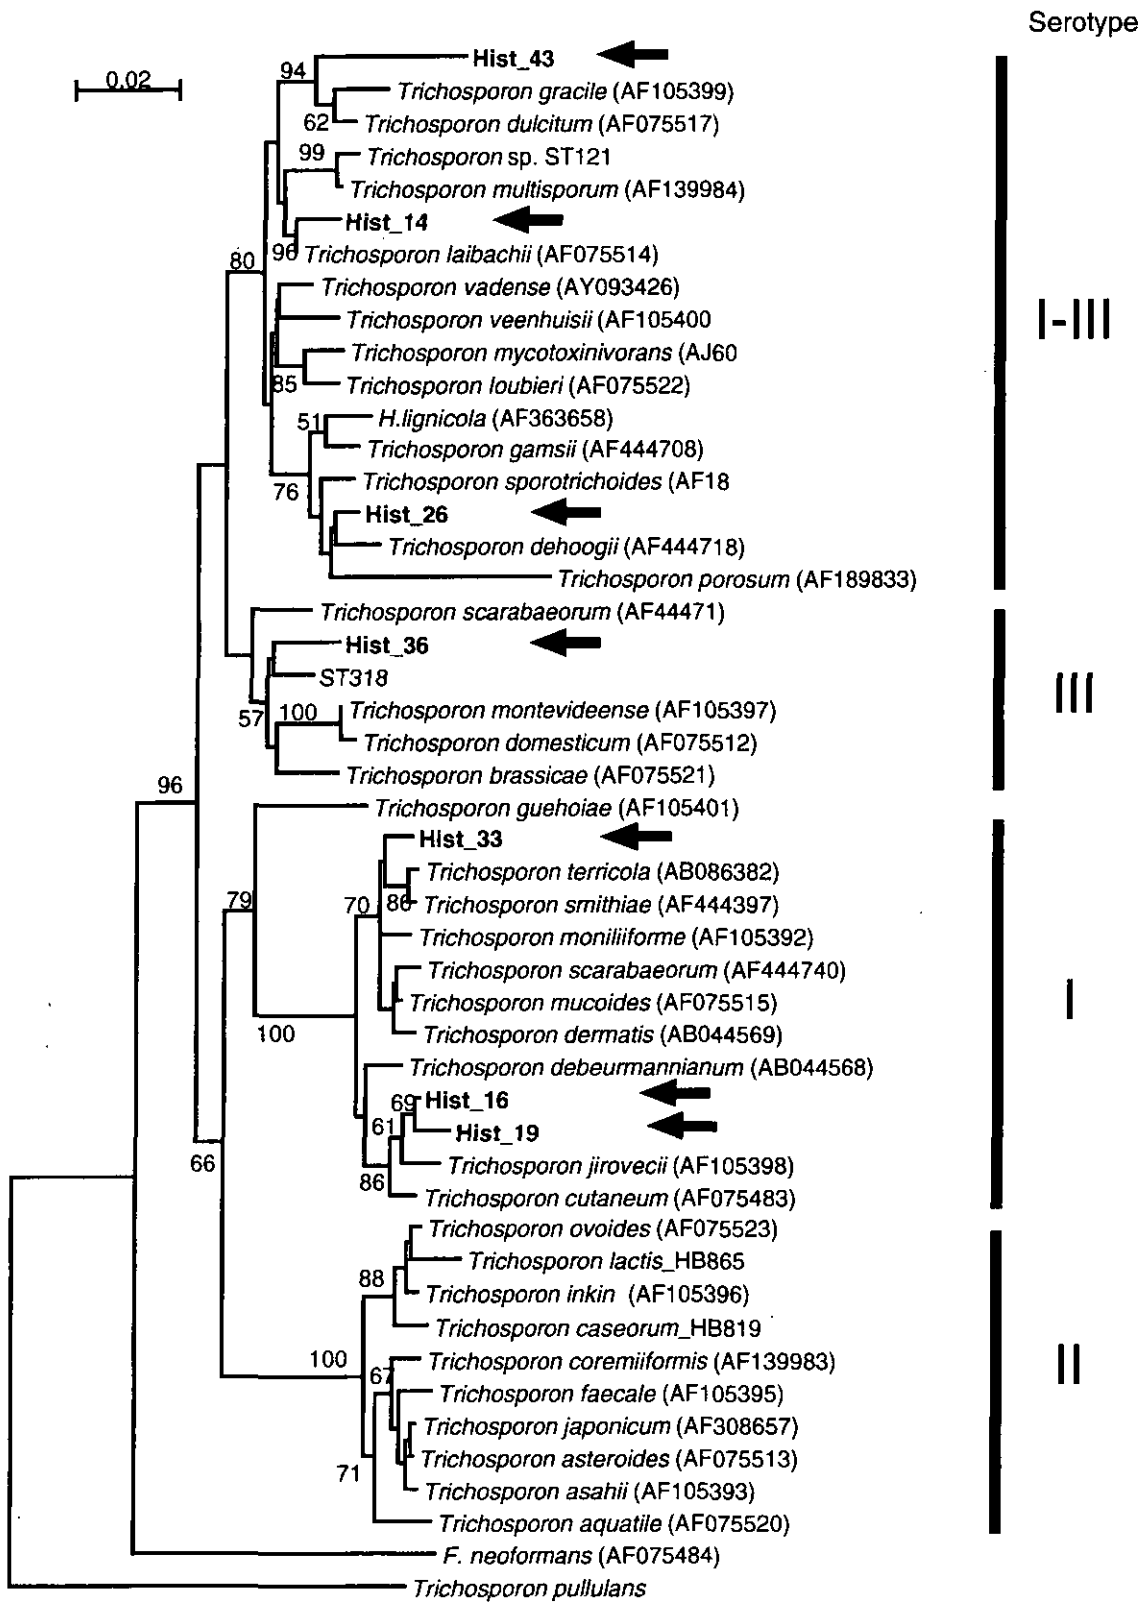 Serotype
0.02
94
Hist_43
Trichosporon gracile (AF105399)
62
Trichosporon dulcitum (AF075517)
99
Trichosporon sp. ST121
Trichosporon multisporum (AF139984)
Hist_14
96
Trichosporon laibachii (AF075514)
80
Trichosporon vadense (AY093426)
Trichosporon veenhuisii (AF105400
I-III
Trichosporon mycotoxinivorans (AJ60
85
Trichosporon loubieri (AF075522)
51
H.lignicola (AF363658)
Trichosporon gamsii (AF444708)
76
Trichosporon sporotrichoides (AF18
Hist_26
Trichosporon dehoogii (AF444718)
Trichosporon porosum (AF189833)
Trichosporon scarabaeorum (AF44471)
Hist_36
ST318
III
57
100
Trichosporon montevideense (AF105397)
Trichosporon domesticum (AF075512)
Trichosporon brassicae (AF075521)
96
Trichosporon guehoiae (AF105401)
Hist_33
Trichosporon terricola (AB086382)
79
70
86
Trichosporon smithiae (AF444397)
Trichosporon moniliiforme (AF105392)
Trichosporon scarabaeorum (AF444740)
I
Trichosporon mucoides (AF075515)
100
Trichosporon dermatis (AB044569)
Trichosporon debeurmannianum (AB044568)
69
Hist_16
61
Hist_19
66
Trichosporon jirovecii (AF105398)
86
Trichosporon cutaneum (AF075483)
Trichosporon ovoides (AF075523)
Trichosporon lactis_HB865
88
Trichosporon inkin (AF105396)
Trichosporon caseorum_HB819
100
II
67
Trichosporon coremiiformis (AF139983)
Trichosporon faecale (AF105395)
Trichosporon japonicum (AF308657)
Trichosporon asteroides (AF075513)
71
Trichosporon asahii (AF105393)
Trichosporon aquatile (AF075520)
F. neoformans (AF075484)
Trichosporon pullulans